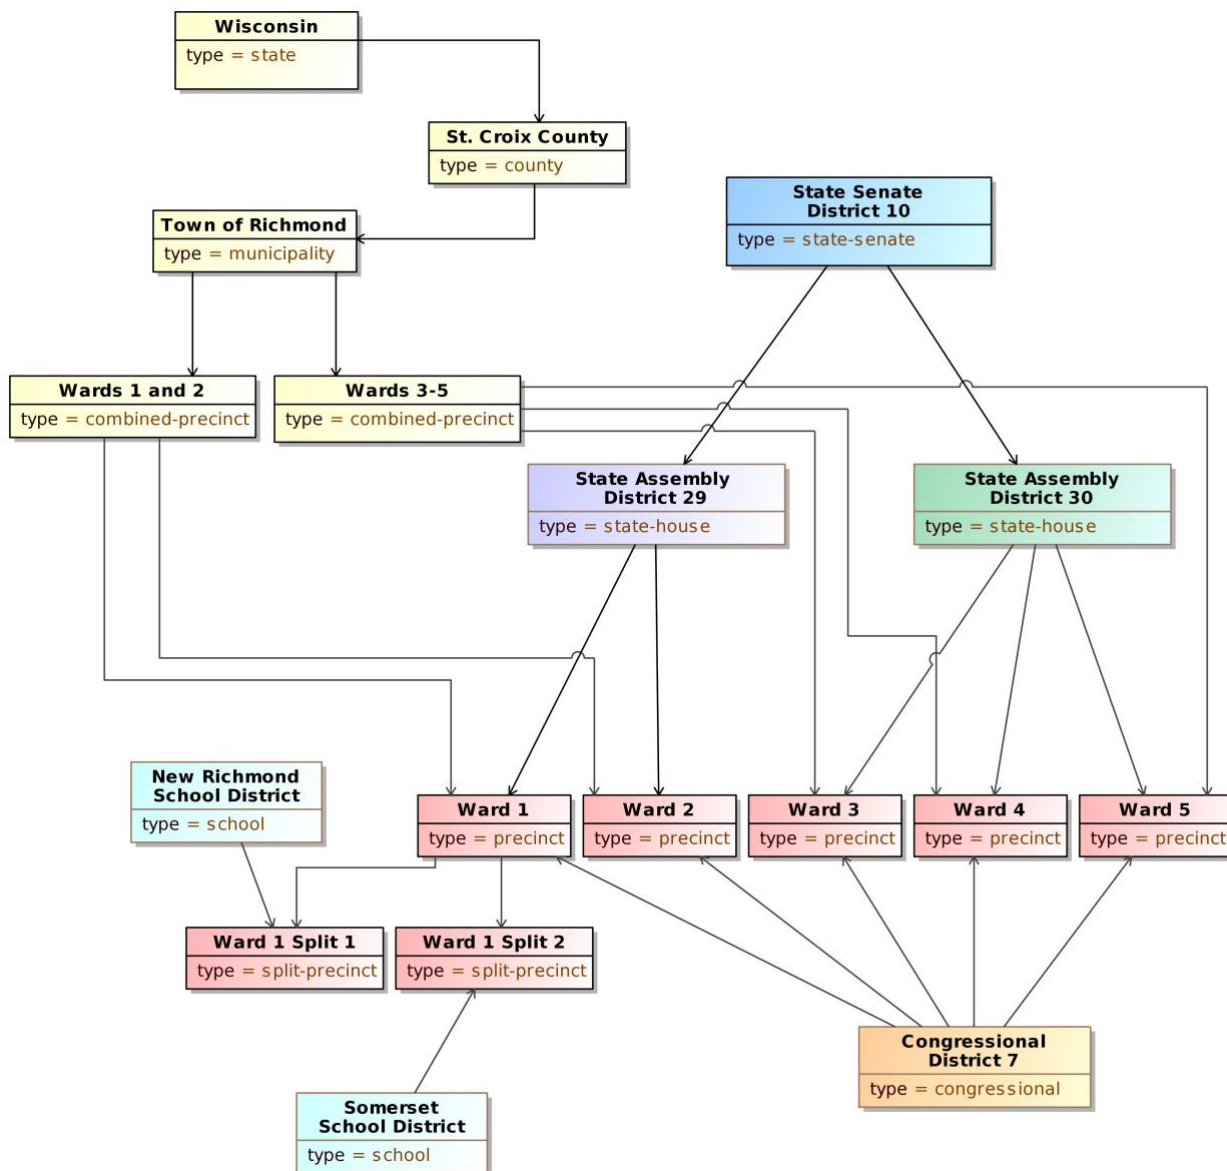 Wisconsin
type = state
St. Croix County
type = county
Town of Richmond
type = municipality
State Senate
District 10
type = state-senate
Wards 1 and 2
type = combined-precinct
Wards 3-5
type = combined-precinct
State Assembly
District 29
type = state-house
State Assembly
District 30
type = state-house
New Richmond
School District
type = school
Ward 1
type = precinct
Ward 2
type = precinct
Ward 3
type = precinct
Ward 4
type = precinct
Ward 5
type = precinct
Ward 1 Split 1
type = split-precinct
Ward 1 Split 2
type = split-precinct
Congressional
District 7
type = congressional
Somerset
School District
type = school